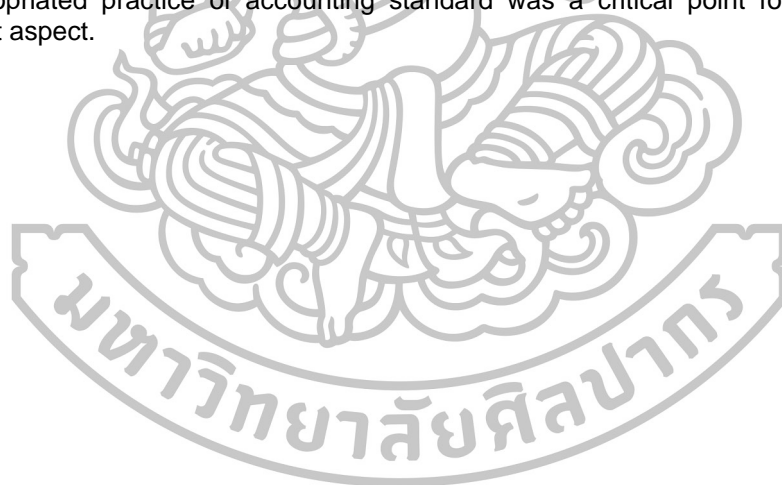 opriated practice of accounting standard was a critical point fo
t aspect.
มหาวิทยาลัยศิลปากร